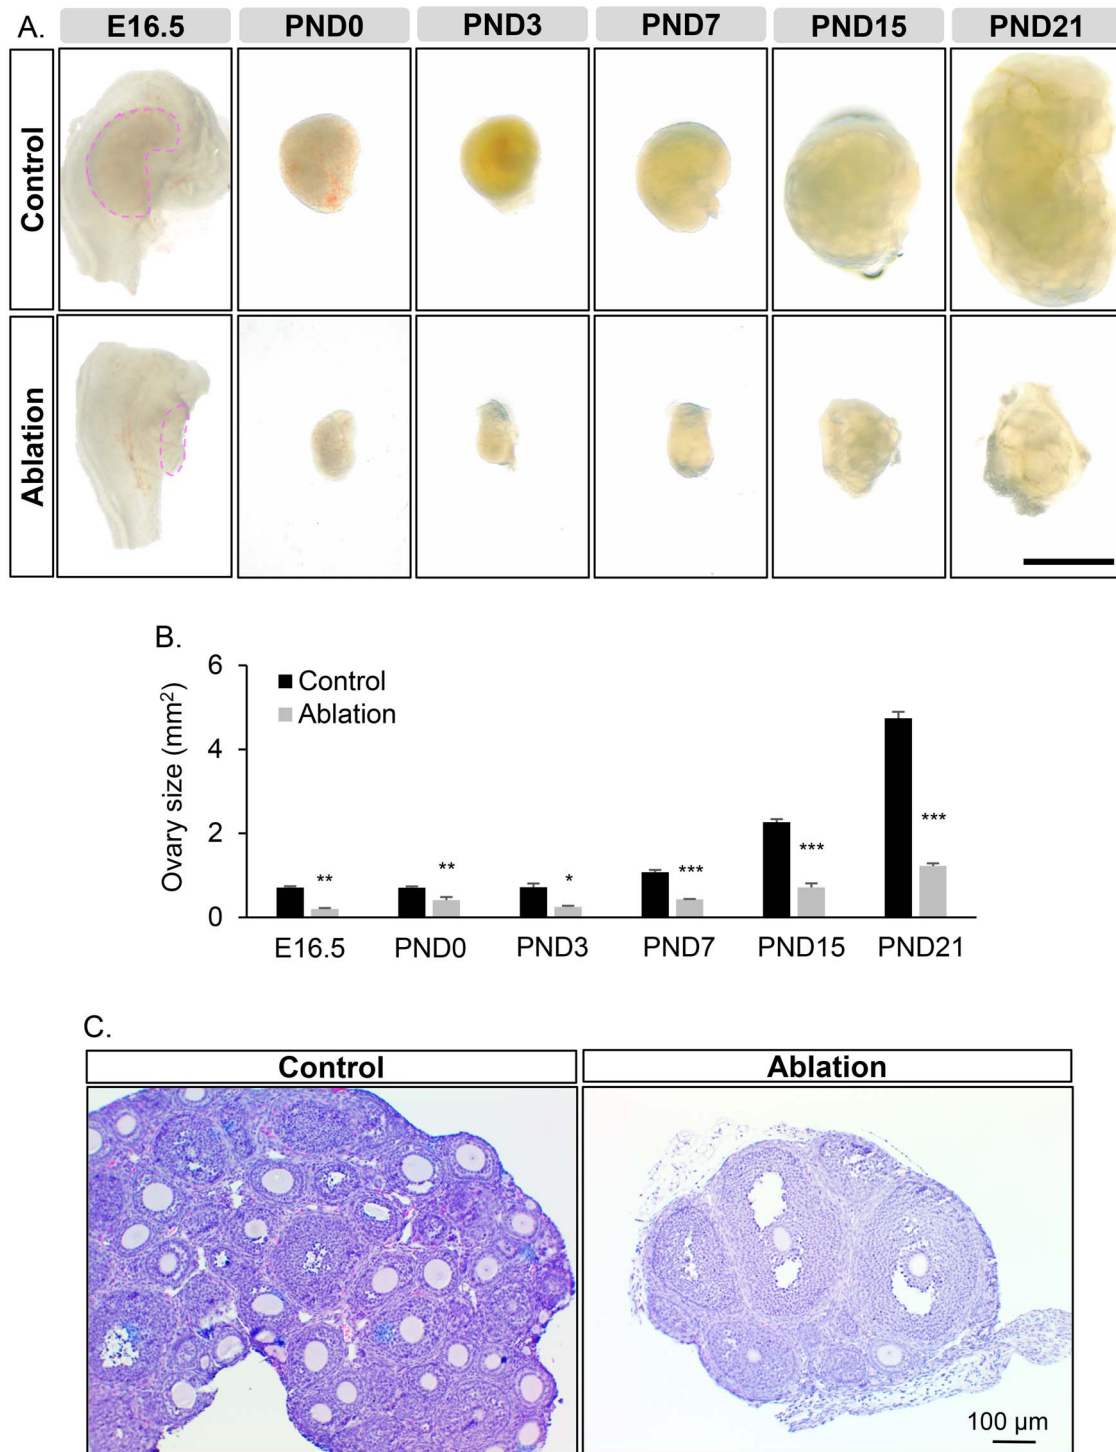 A.
E16.5 PND0 PND3 PND7 PND15 PND21
Control
Ablation
B.
Ovary size (mm²)
6
4
2
0
Control
Ablation
** ** * *** *** ***
E16.5 PND0 PND3 PND7 PND15 PND21
C.
Control Ablation
100 µm